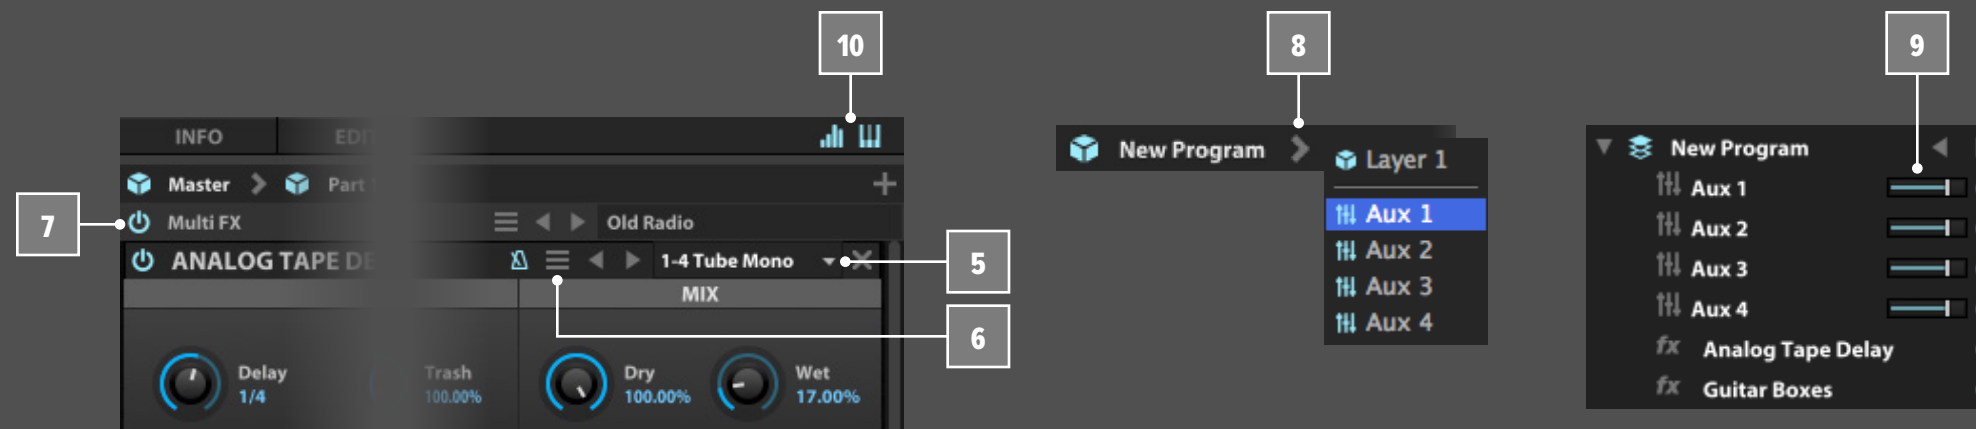 10
8
9
INFO
Master
Part
Multi FX
Old Radio
7
ANALOG TAPE DE
1-4 Tube Mono
5
MIX
6
Delay
1/4
Trash
100.00%
Dry
100.00%
Wet
17.00%
New Program
Layer 1
Aux 1
Aux 2
Aux 3
Aux 4
New Program
Aux 1
Aux 2
Aux 3
Aux 4
fx Analog Tape Delay
fx Guitar Boxes